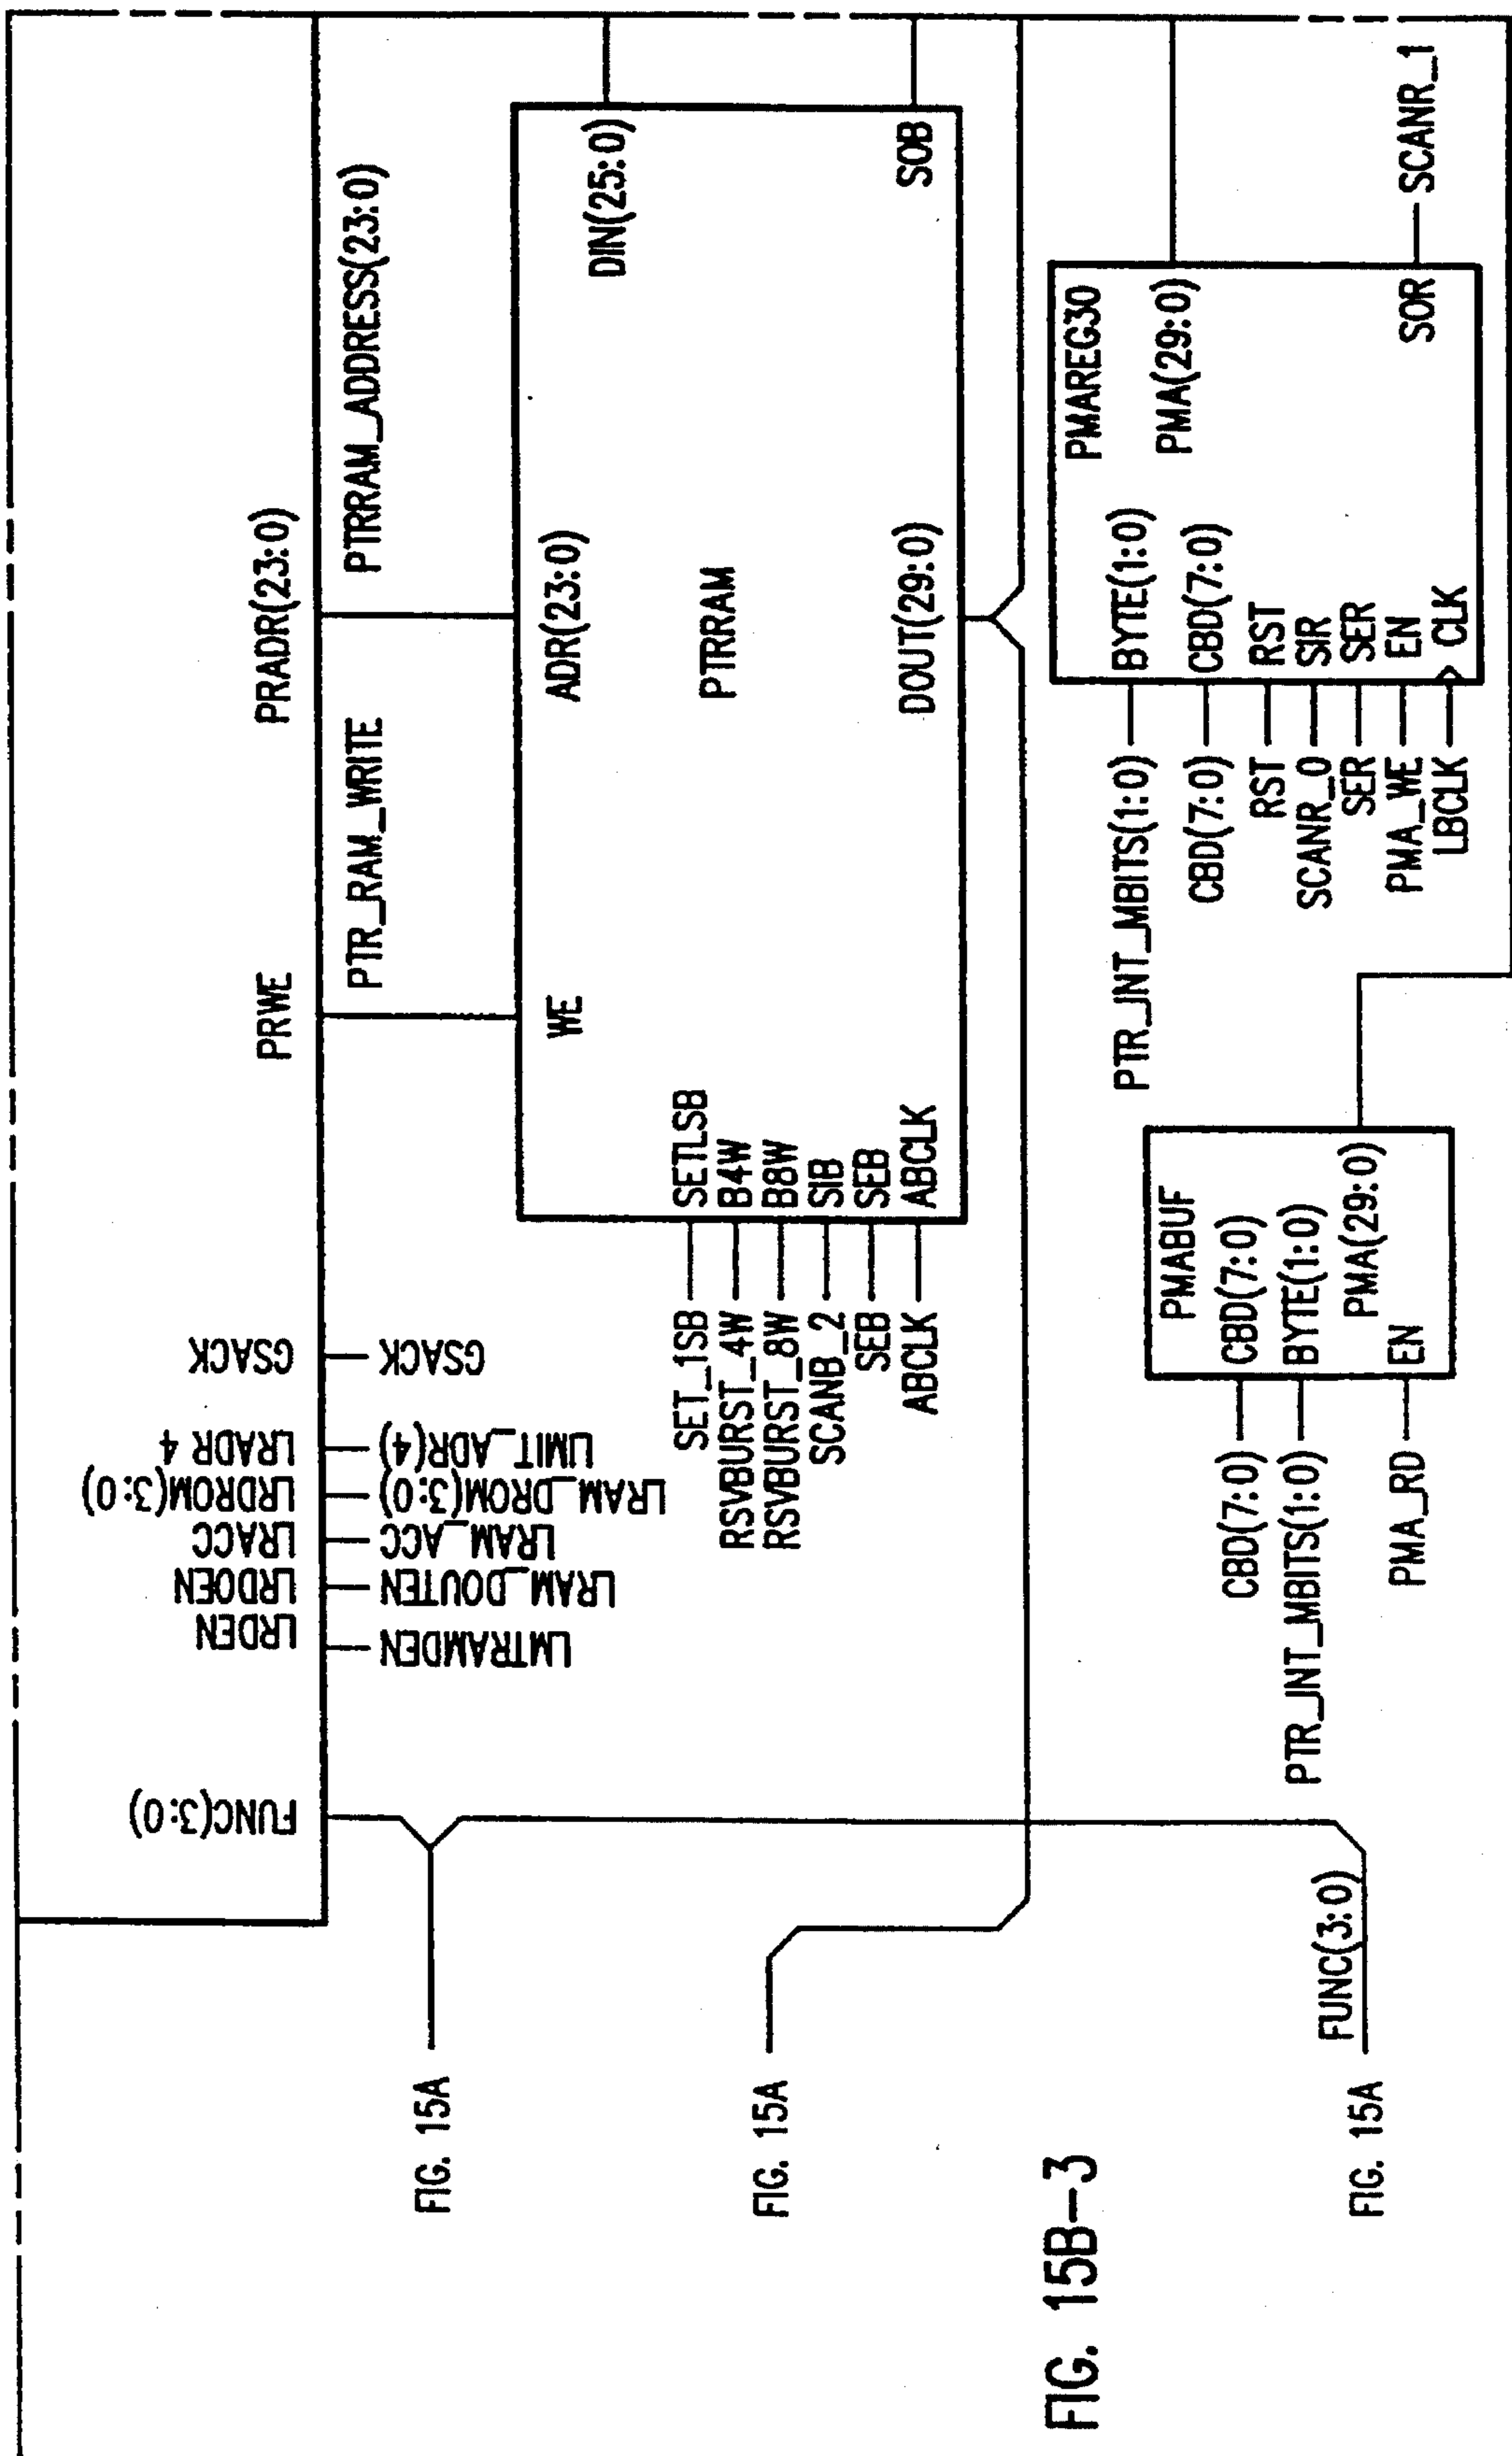 FUNC(3:0)
LRDEN
LRDOEN
LRACC
LRDROM(3:0)
LRADR 4
GSACK
PRWE
PRADR(23:0)
LMTRAMDEN
LRAM_DOUTEN
LRAM_ACC
LRAM_DROM(3:0)
LIMIT_ADR(4)
GSACK
PTR_RAM_WRITE
PTRRAM_ADDRESS(23:0)
FIG. 15A
WE
ADR(23:0)
DIN(25:0)
PTRRAM
SET_1SB
SETLSB
RSVBURST_4W
B4W
RSVBURST_8W
B8W
SCANB_2
SIB
SEB
SEB
ABCLK
ABCLK
DOUT(29:0)
SOB
FIG. 15A
FIG. 15B-3
PMABUF
CBD(7:0)
CBD(7:0)
PTR_INT_MBITS(1:0)
BYTE(1:0)
PMA(29:0)
PMA_RD
EN
PMAREG30
PTR_INT_MBITS(1:0)
BYTE(1:0)
PMA(29:0)
CBD(7:0)
CBD(7:0)
RST
RST
SCANR_0
SIR
SER
SER
PMA_WE
EN
LBCLK
CLK
SOR
SCANR_1
FUNC(3:0)
FIG. 15A